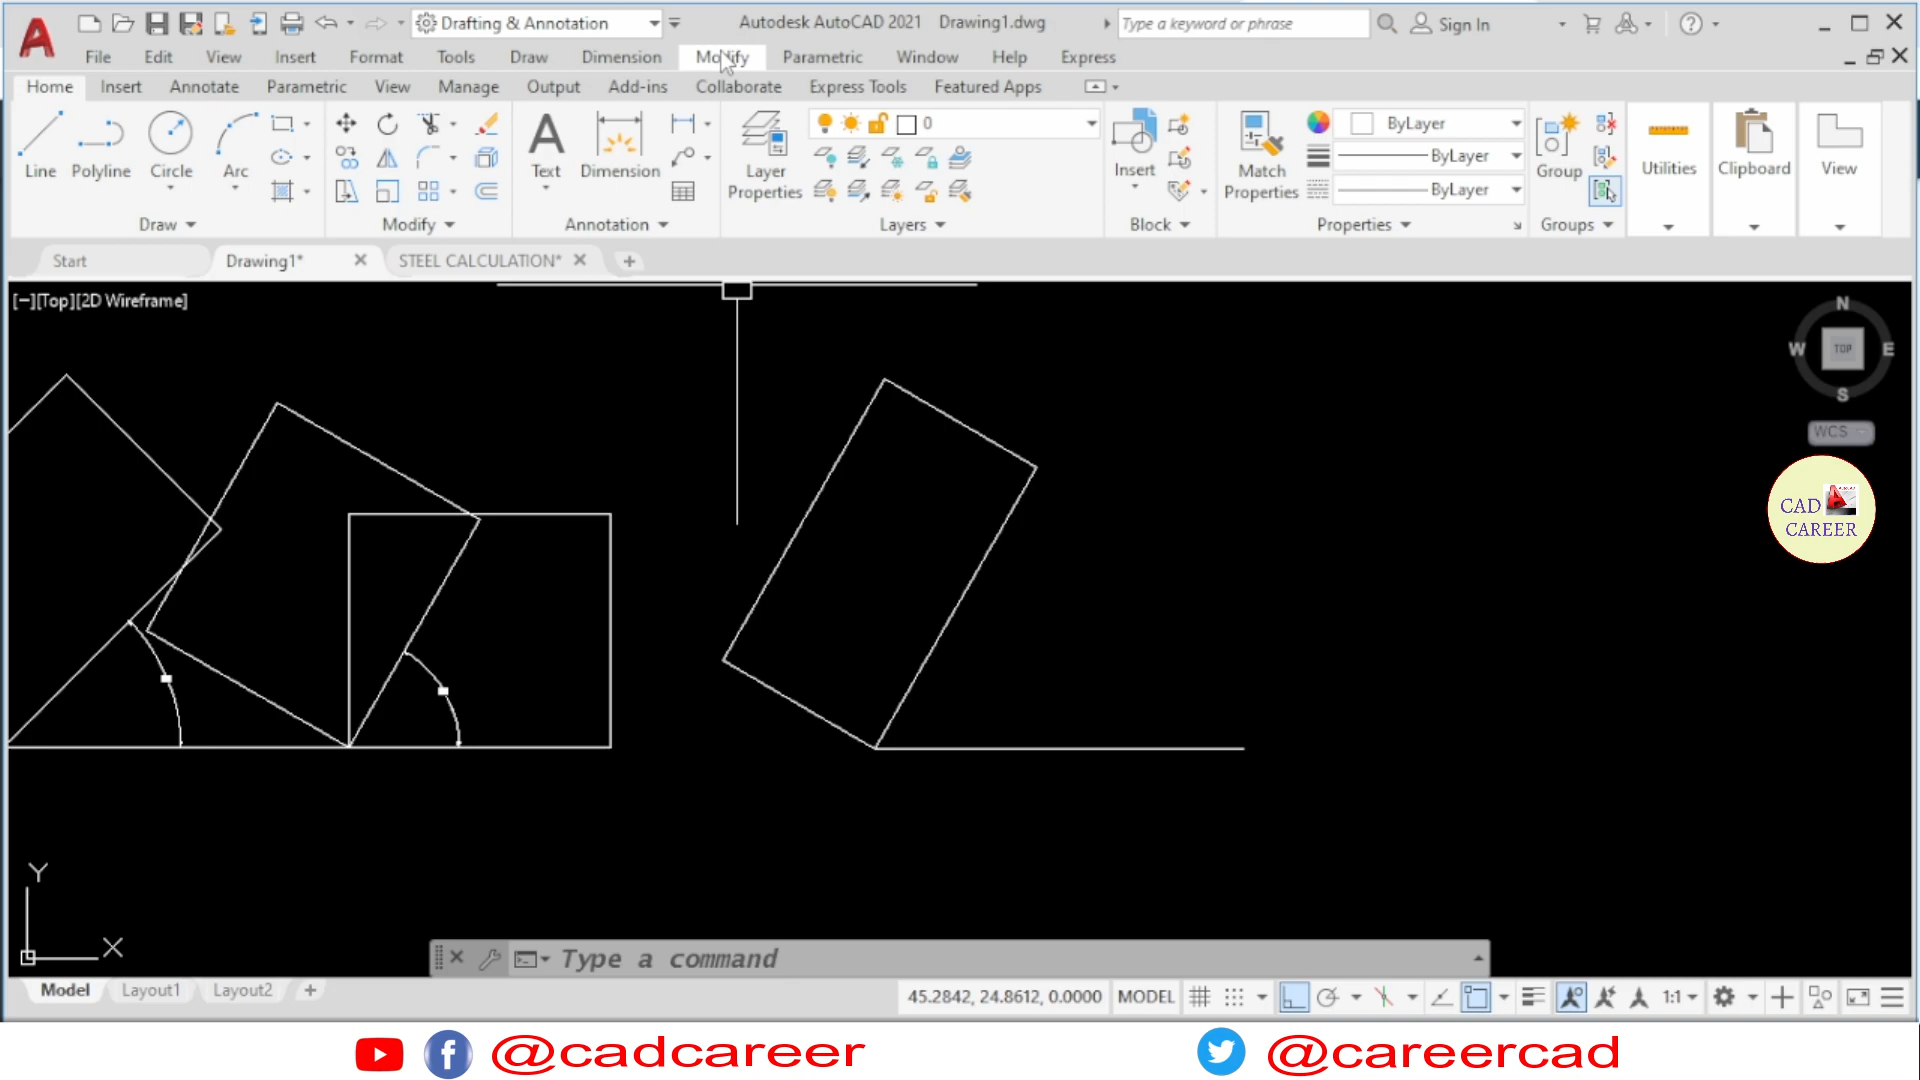 Drafting & Annotation
Autodesk AutoCAD 2021 Drawing1.dwg
Type a keyword or phrase
Sign In
File Edit View Insert Format Tools Draw Dimension Modify Parametric Window Help Express
Home Insert Annotate Parametric View Manage Output Add-ins Collaborate Express Tools Featured Apps
Line Polyline Circle Arc
Text Dimension
Layer Properties
0
Insert
Match Properties
ByLayer
ByLayer
ByLayer
Group
Utilities
Clipboard
View
Draw Modify Annotation Layers Block Properties Groups
Start Drawing1* STEEL CALCULATION*
[−][Top][2D Wireframe]
N
W TOP E
S
WCS
CAD
CAREER
Y
X
Type a command
Model Layout1 Layout2
45.2842, 24.8612, 0.0000 MODEL
1:1
@cadcareer
@careercad